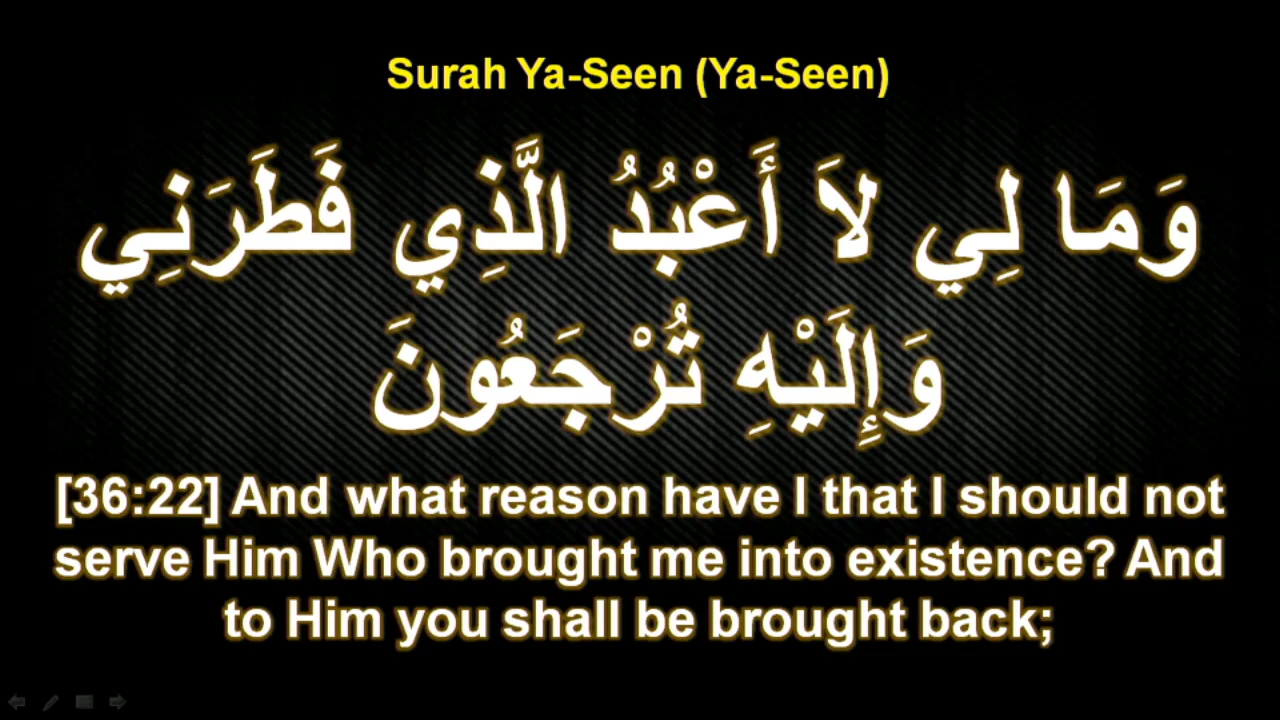 Surah Ya-Seen (Ya-Seen)
وَمَا لِي لاَ أَعْبُدُ الَّذِي فَطَرَنِي
وَإِلَيْهِ تُرْجَعُونَ
[36:22] And what reason have I that I should not
serve Him Who brought me into existence? And
to Him you shall be brought back;